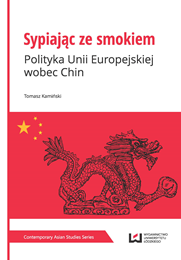 Sypiając ze smokiem
Polityka Unii Europejskiej
wobec Chin
Tomasz Kamiński
Contemporary Asian Studies Series
WYDAWNICTWO
UNIWERSYTETU
ŁÓDZKIEGO